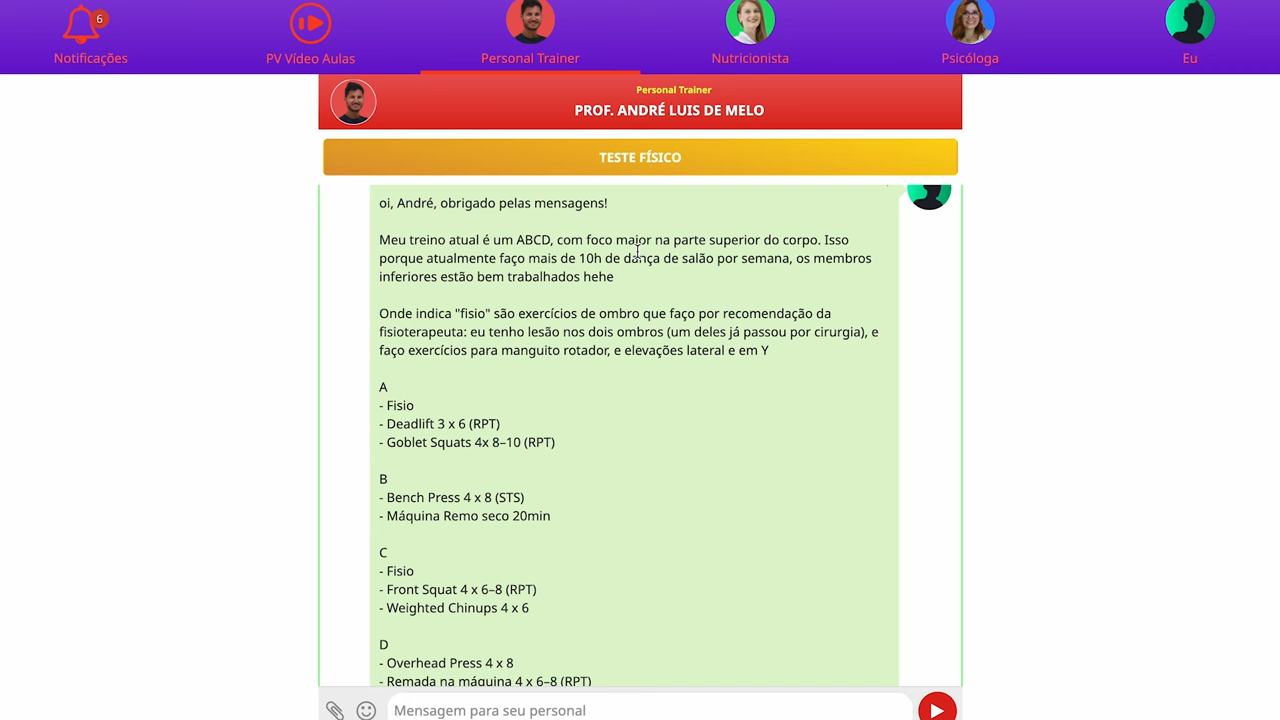 6
Notificações
PV Vídeo Aulas
Personal Trainer
Nutricionista
Psicóloga
Eu
Personal Trainer
PROF. ANDRÉ LUIS DE MELO
TESTE FÍSICO
oi, André, obrigado pelas mensagens!
Meu treino atual é um ABCD, com foco maior na parte superior do corpo. Isso
porque atualmente faço mais de 10h de dança de salão por semana, os membros
inferiores estão bem trabalhados hehe
Onde indica "fisio" são exercícios de ombro que faço por recomendação da
fisioterapeuta: eu tenho lesão nos dois ombros (um deles já passou por cirurgia), e
faço exercícios para manguito rotador, e elevações lateral e em Y
A
- Fisio
- Deadlift 3 x 6 (RPT)
- Goblet Squats 4x 8–10 (RPT)
B
- Bench Press 4 x 8 (STS)
- Máquina Remo seco 20min
C
- Fisio
- Front Squat 4 x 6–8 (RPT)
- Weighted Chinups 4 x 6
D
- Overhead Press 4 x 8
- Remada na máquina 4 x 6–8 (RPT)
Mensagem para seu personal